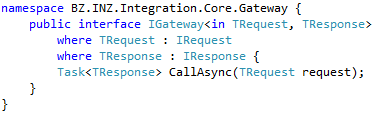 namespace BZ.INZ.Integration.Core.Gateway {
    public interface IGateway<in TRequest, TResponse>
        where TRequest : IRequest
        where TResponse : IResponse {
        Task<TResponse> CallAsync(TRequest request);
    }
}